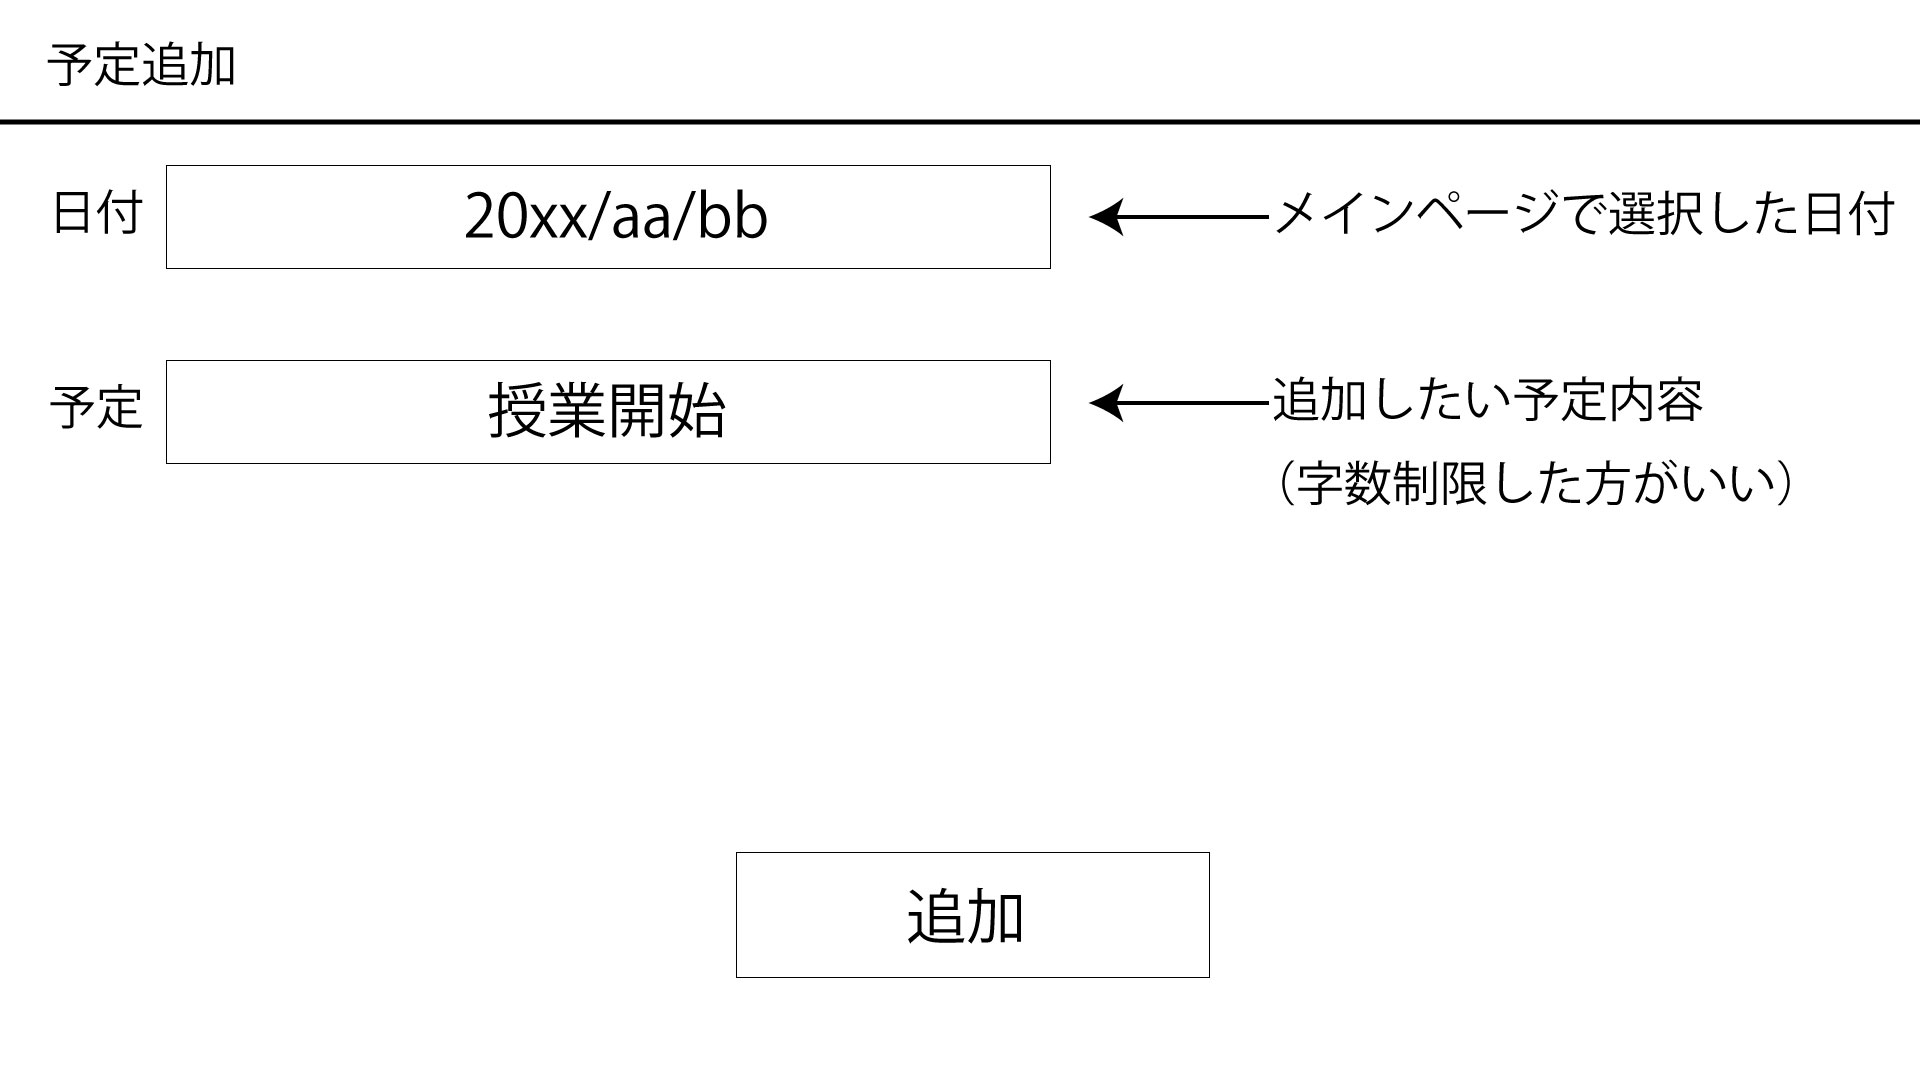 予定追加
日付
20xx/aa/bb
メインページで選択した日付
予定
授業開始
追加したい予定内容
（字数制限した方がいい）
追加